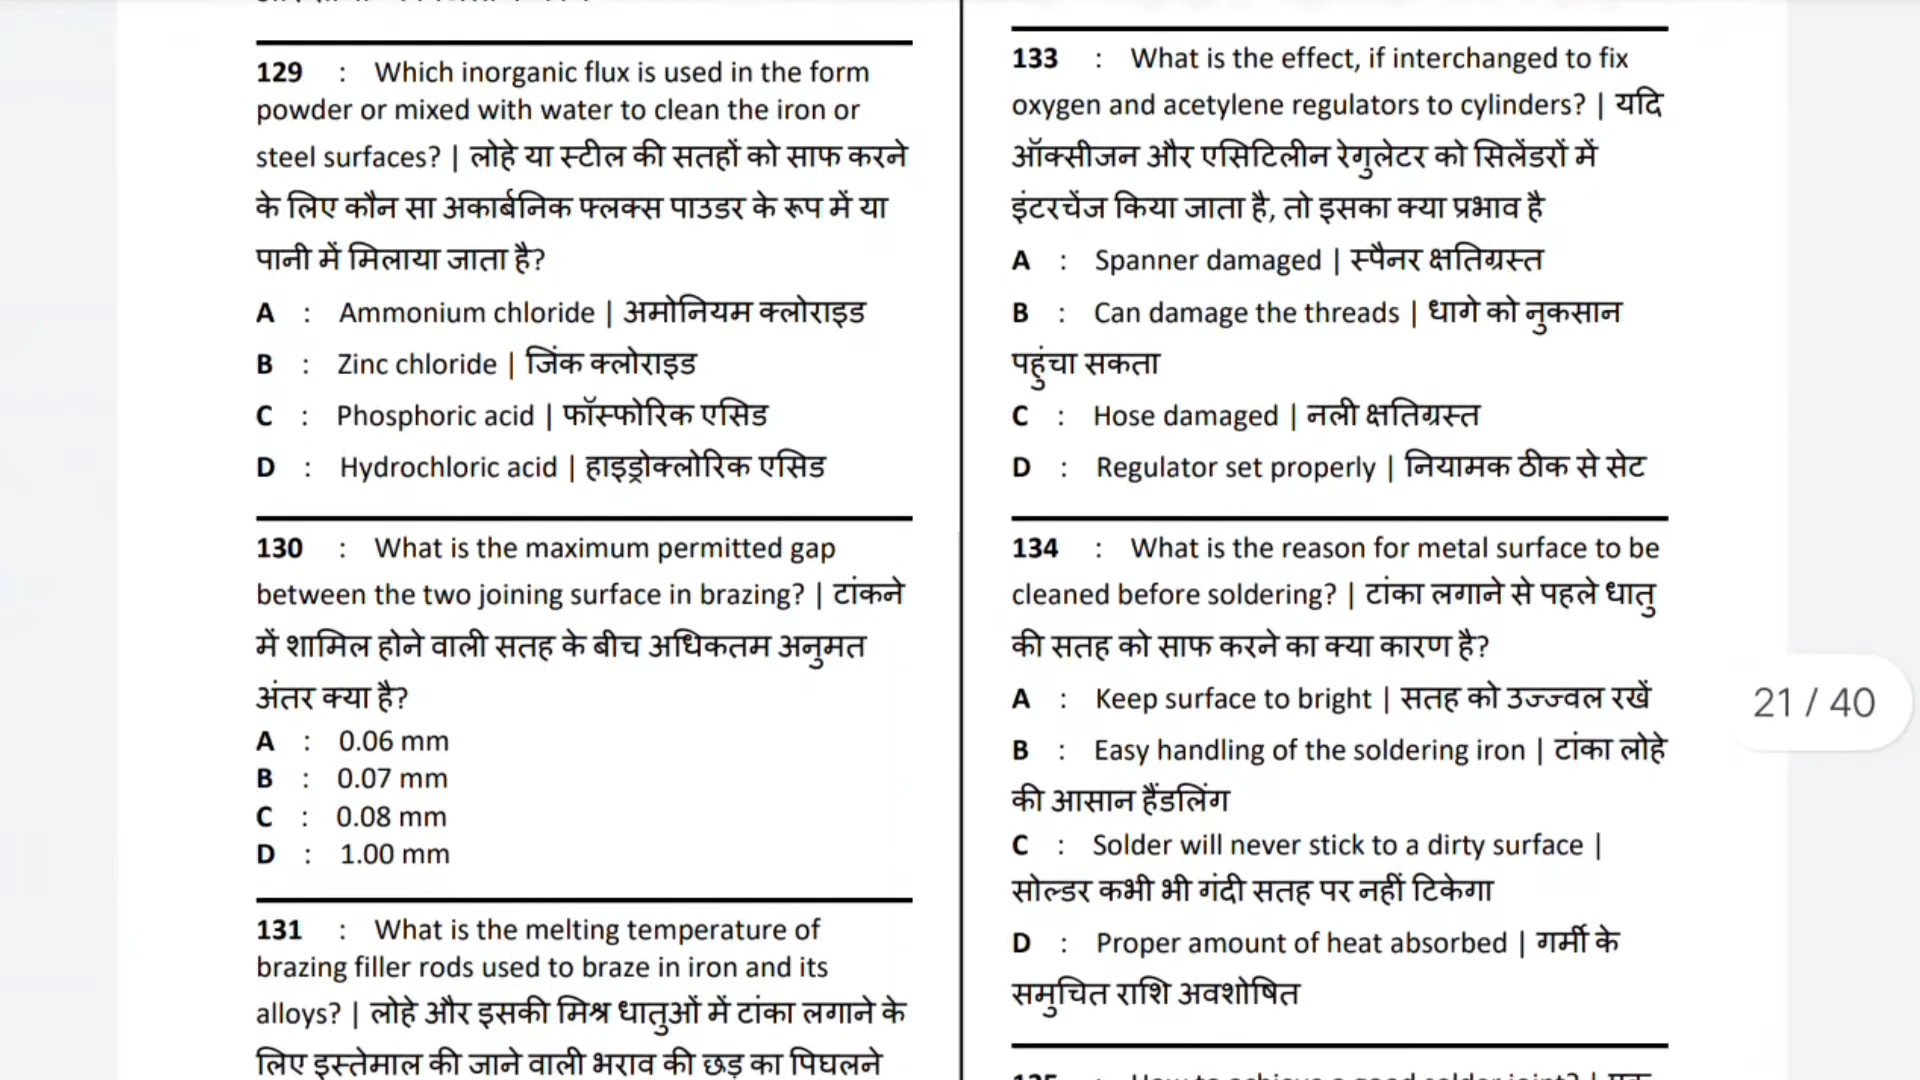 129 : Which inorganic flux is used in the form
powder or mixed with water to clean the iron or
steel surfaces? | लोहे या स्टील की सतहों को साफ करने
के लिए कौन सा अकार्बनिक फ्लक्स पाउडर के रूप में या
पानी में मिलाया जाता है?
A : Ammonium chloride | अमोनियम क्लोराइड
B : Zinc chloride | जिंक क्लोराइड
C : Phosphoric acid | फॉस्फोरिक एसिड
D : Hydrochloric acid | हाइड्रोक्लोरिक एसिड
130 : What is the maximum permitted gap
between the two joining surface in brazing? | टांकने
में शामिल होने वाली सतह के बीच अधिकतम अनुमत
अंतर क्या है?
A : 0.06 mm
B : 0.07 mm
C : 0.08 mm
D : 1.00 mm
131 : What is the melting temperature of
brazing filler rods used to braze in iron and its
alloys? | लोहे और इसकी मिश्र धातुओं में टांका लगाने के
लिए इस्तेमाल की जाने वाली भराव की छड़ का पिघलने
133 : What is the effect, if interchanged to fix
oxygen and acetylene regulators to cylinders? | यदि
ऑक्सीजन और एसिटिलीन रेगुलेटर को सिलेंडरों में
इंटरचेंज किया जाता है, तो इसका क्या प्रभाव है
A : Spanner damaged | स्पैनर क्षतिग्रस्त
B : Can damage the threads | धागे को नुकसान
पहुंचा सकता
C : Hose damaged | नली क्षतिग्रस्त
D : Regulator set properly | नियामक ठीक से सेट
134 : What is the reason for metal surface to be
cleaned before soldering? | टांका लगाने से पहले धातु
की सतह को साफ करने का क्या कारण है?
A : Keep surface to bright | सतह को उज्ज्वल रखें
B : Easy handling of the soldering iron | टांका लोहे
की आसान हैंडलिंग
C : Solder will never stick to a dirty surface |
सोल्डर कभी भी गंदी सतह पर नहीं टिकेगा
D : Proper amount of heat absorbed | गर्मी के
समुचित राशि अवशोषित
135 : How to achieve a good solder joint? | एक
21 / 40